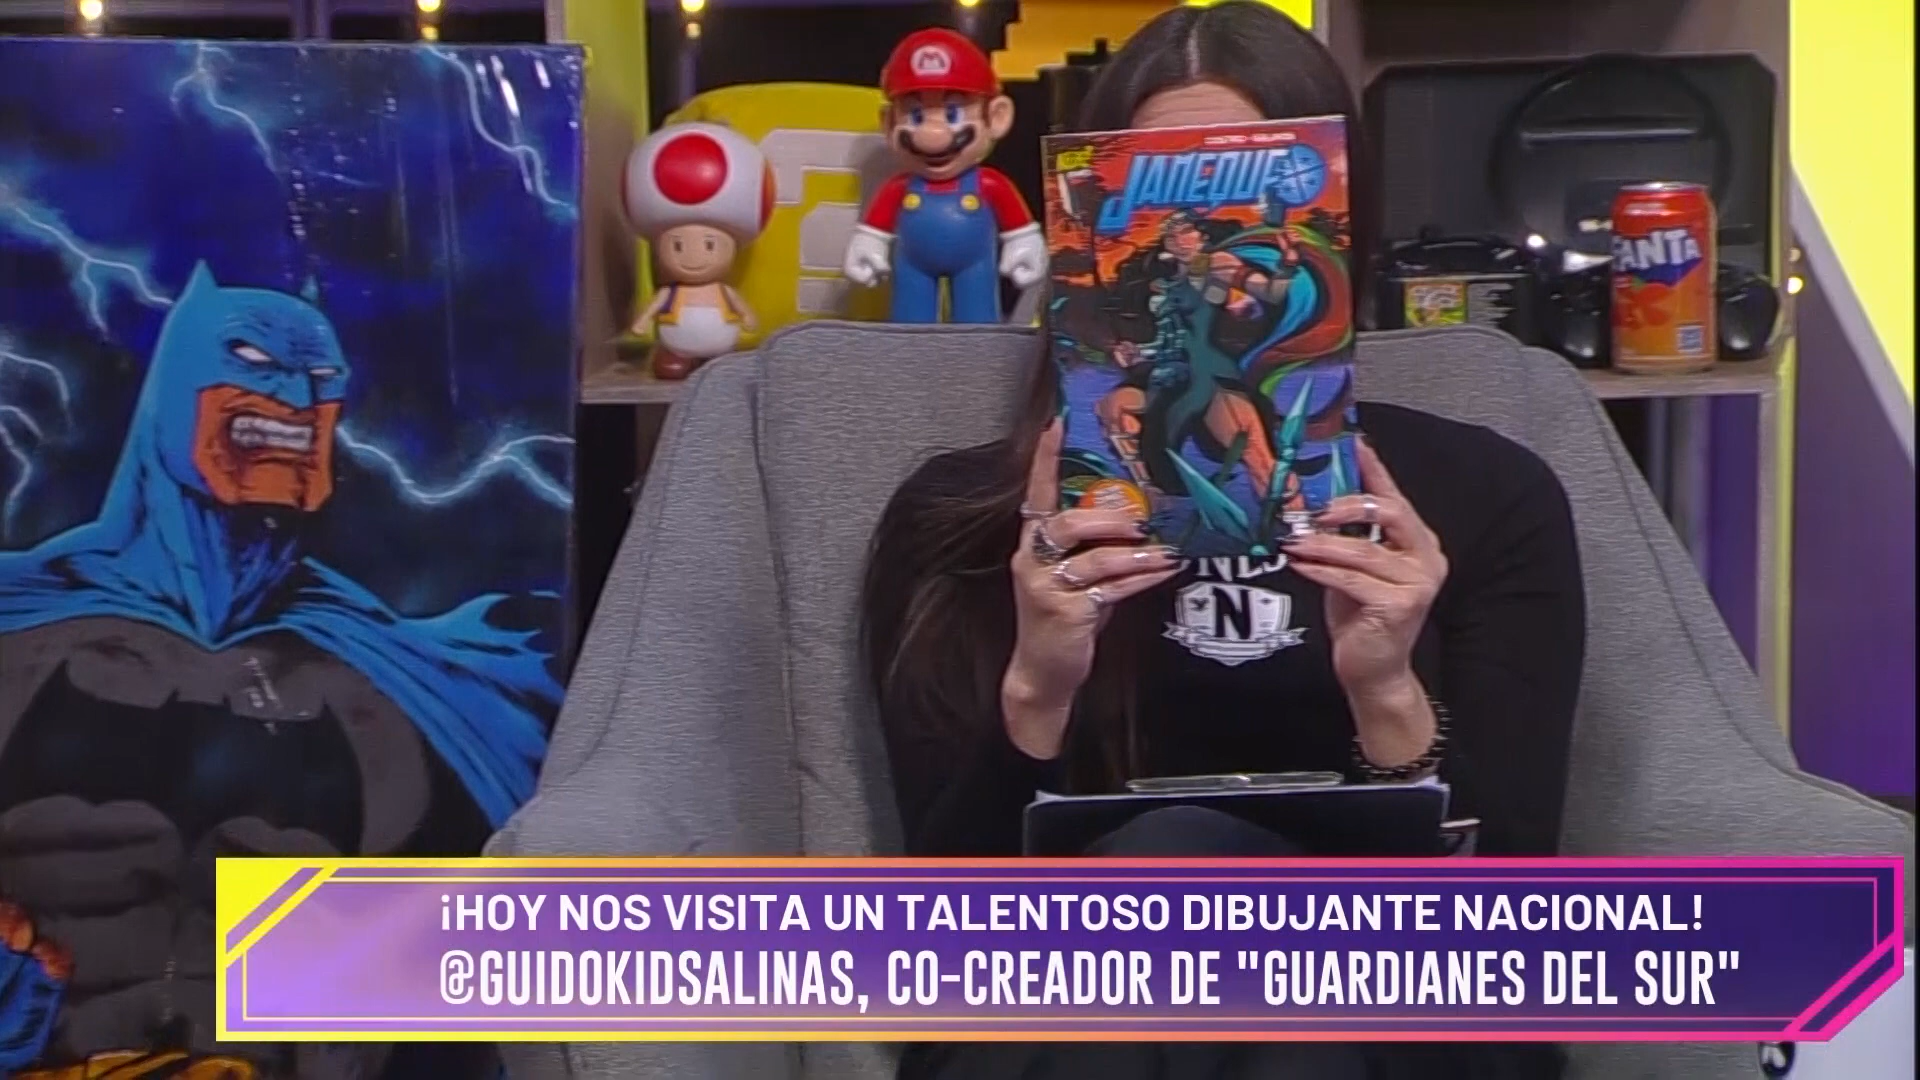 JANEQUEO
FANTA
N
¡HOY NOS VISITA UN TALENTOSO DIBUJANTE NACIONAL!
@GUIDOKIDSALINAS, CO-CREADOR DE "GUARDIANES DEL SUR"